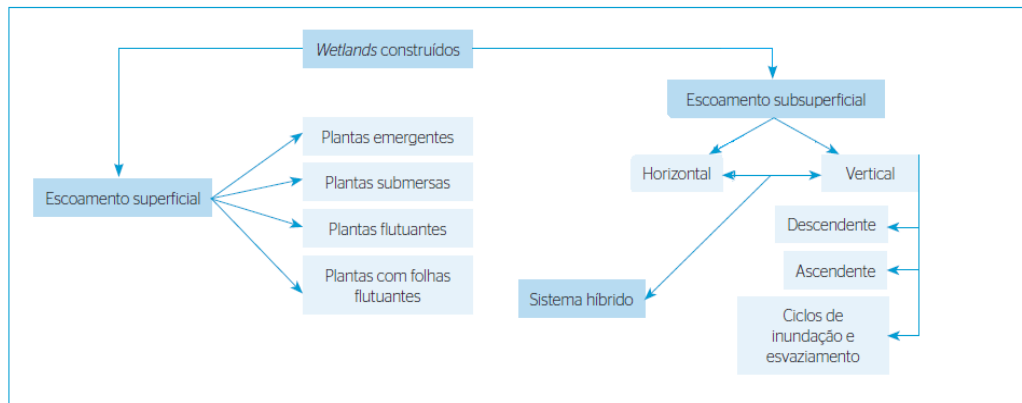 Wetlands construídos
Escoamento superficial
Plantas emergentes
Plantas submersas
Plantas flutuantes
Plantas com folhas
flutuantes
Escoamento subsuperficial
Horizontal
Vertical
Descendente
Ascendente
Ciclos de
inundação e
esvaziamento
Sistema híbrido